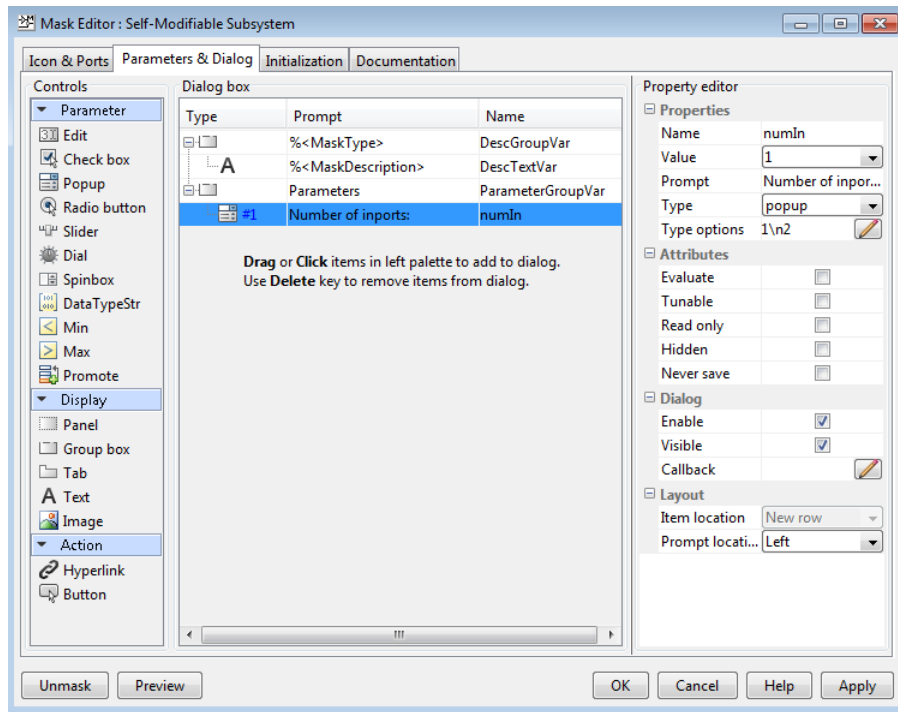 Mask Editor : Self-Modifiable Subsystem
Icon & Ports Parameters & Dialog Initialization Documentation
Controls
Parameter
Edit
Check box
Popup
Radio button
Slider
Dial
Spinbox
DataTypeStr
Min
Max
Promote
Display
Panel
Group box
Tab
A Text
Image
Action
Hyperlink
Button
Dialog box
Type Prompt Name
%<MaskType> DescGroupVar
A %<MaskDescription> DescTextVar
Parameters ParameterGroupVar
#1 Number of inports: numIn
Drag or Click items in left palette to add to dialog.
Use Delete key to remove items from dialog.
Property editor
Properties
Name numIn
Value 1
Prompt Number of inpor...
Type popup
Type options 1\n2
Attributes
Evaluate
Tunable
Read only
Hidden
Never save
Dialog
Enable
Visible
Callback
Layout
Item location New row
Prompt locati... Left
Unmask Preview OK Cancel Help Apply